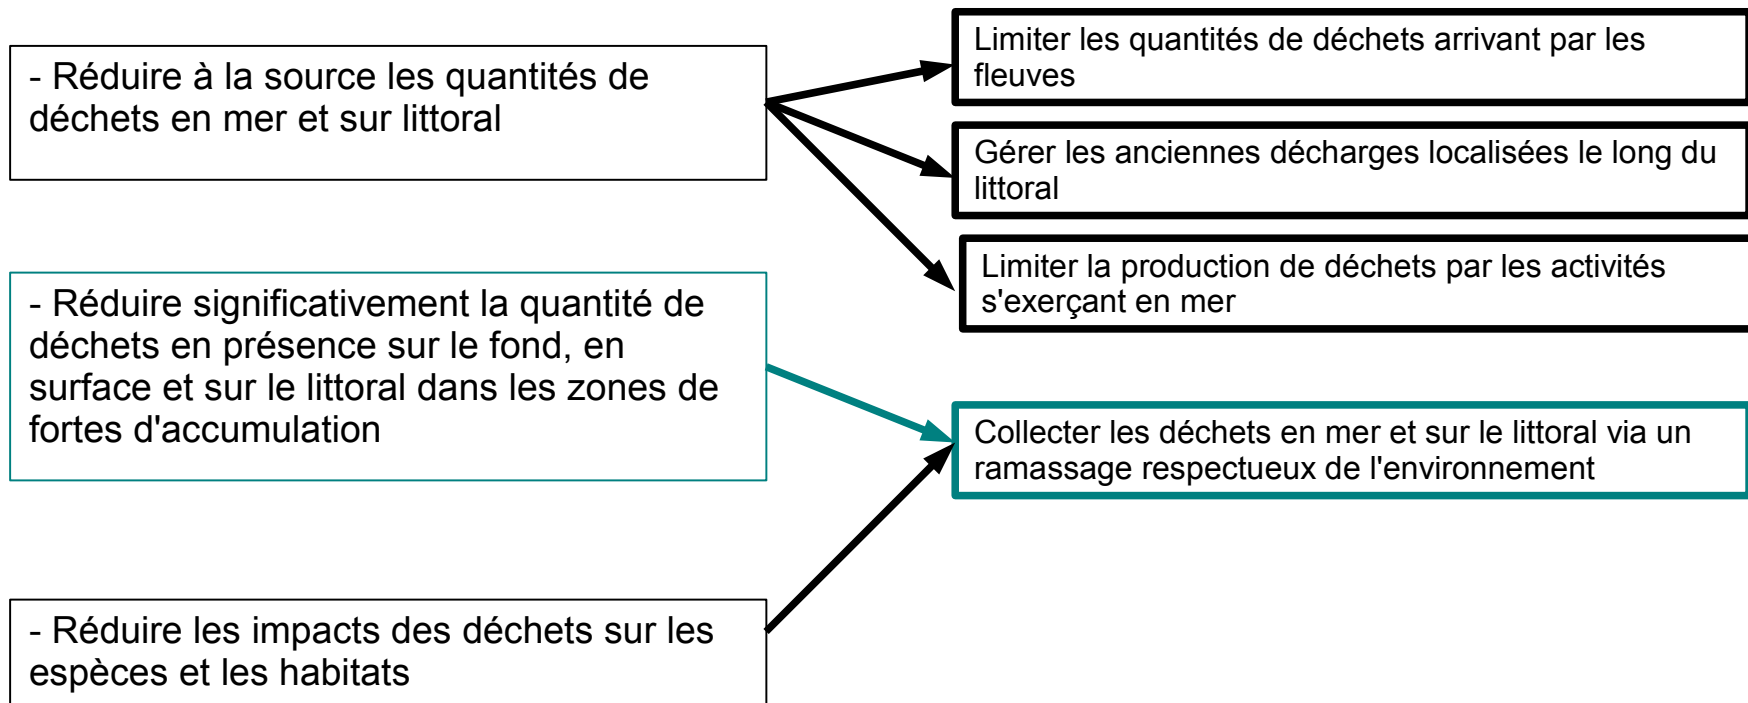 - Réduire à la source les quantités de
déchets en mer et sur littoral
Limiter les quantités de déchets arrivant par les
fleuves
Gérer les anciennes décharges localisées le long du
littoral
Limiter la production de déchets par les activités
s'exerçant en mer
- Réduire significativement la quantité de
déchets en présence sur le fond, en
surface et sur le littoral dans les zones de
fortes d'accumulation
Collecter les déchets en mer et sur le littoral via un
ramassage respectueux de l'environnement
- Réduire les impacts des déchets sur les
espèces et les habitats